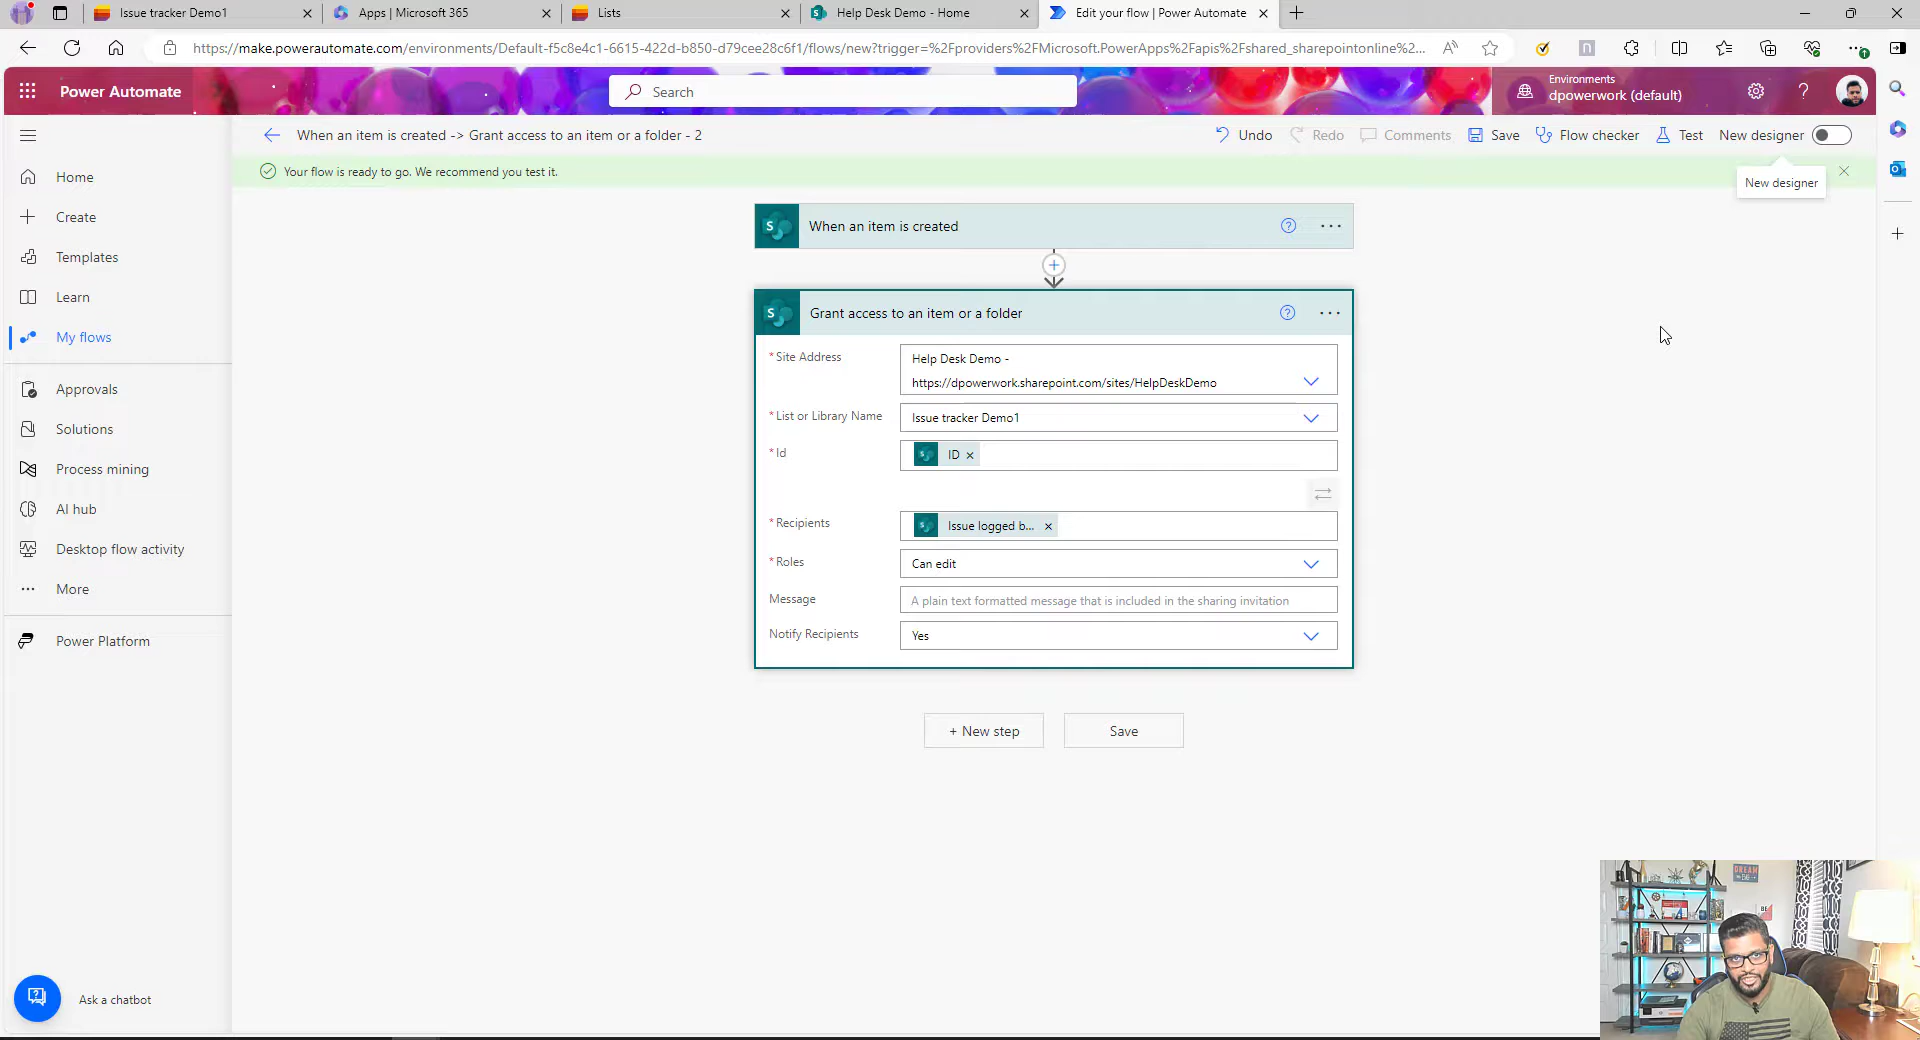 Issue tracker Demo1
Apps | Microsoft 365
Lists
Help Desk Demo - Home
Edit your flow | Power Automate
https://make.powerautomate.com/environments/Default-f5c8e4c1-6615-422d-b850-d79cee28c6f1/flows/new?trigger=%2Fproviders%2FMicrosoft.PowerApps%2Fapis%2Fshared_sharepointonline%2...
Power Automate
Search
Environments
dpowerwork (default)
When an item is created -> Grant access to an item or a folder - 2
Undo
Redo
Comments
Save
Flow checker
Test
New designer
Your flow is ready to go. We recommend you test it.
New designer
Home
Create
Templates
Learn
My flows
Approvals
Solutions
Process mining
AI hub
Desktop flow activity
More
Power Platform
Ask a chatbot
When an item is created
Grant access to an item or a folder
* Site Address
Help Desk Demo -
https://dpowerwork.sharepoint.com/sites/HelpDeskDemo
* List or Library Name
Issue tracker Demo1
* Id
ID
* Recipients
Issue logged b...
* Roles
Can edit
Message
A plain text formatted message that is included in the sharing invitation
Notify Recipients
Yes
+ New step
Save
DREAM
BIG
BE